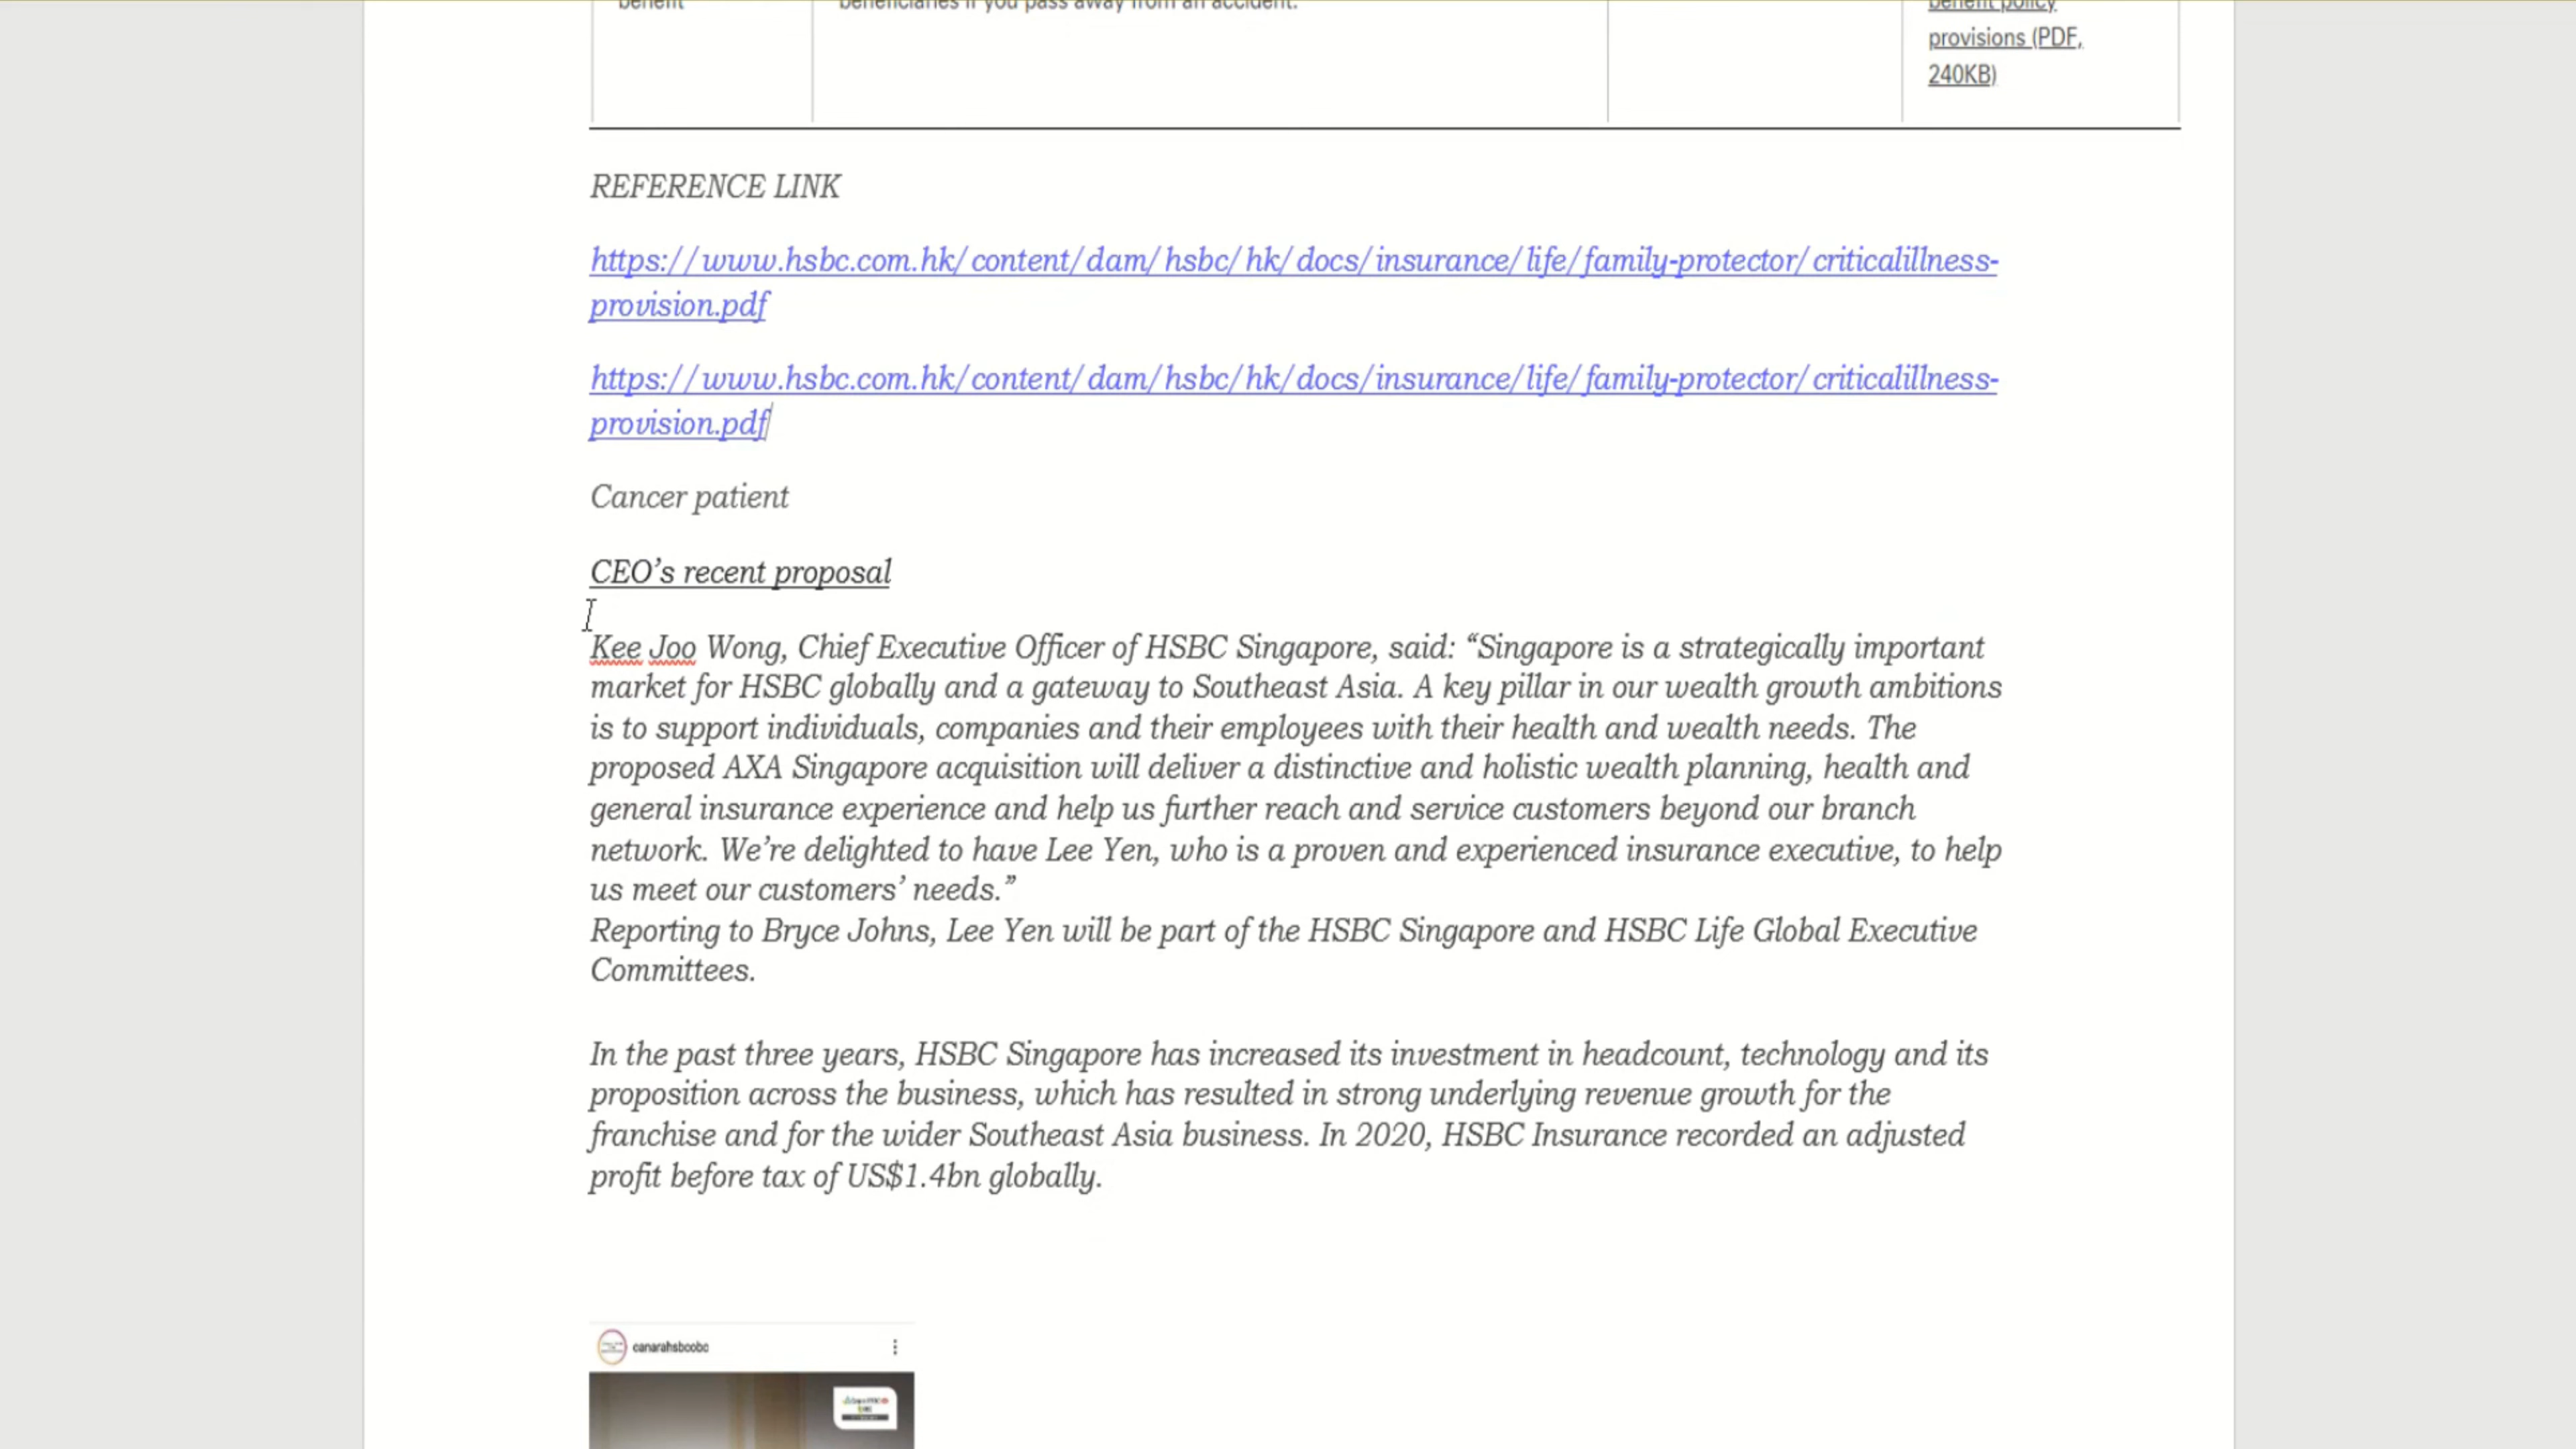 benefit
beneficiaries if you pass away from an accident.
benefit policy
provisions (PDF,
240KB)
REFERENCE LINK
https://www.hsbc.com.hk/content/dam/hsbc/hk/docs/insurance/life/family-protector/criticalillness-
provision.pdf
https://www.hsbc.com.hk/content/dam/hsbc/hk/docs/insurance/life/family-protector/criticalillness-
provision.pdf
Cancer patient
CEO’s recent proposal
Kee Joo Wong, Chief Executive Officer of HSBC Singapore, said: “Singapore is a strategically important
market for HSBC globally and a gateway to Southeast Asia. A key pillar in our wealth growth ambitions
is to support individuals, companies and their employees with their health and wealth needs. The
proposed AXA Singapore acquisition will deliver a distinctive and holistic wealth planning, health and
general insurance experience and help us further reach and service customers beyond our branch
network. We’re delighted to have Lee Yen, who is a proven and experienced insurance executive, to help
us meet our customers’ needs.”
Reporting to Bryce Johns, Lee Yen will be part of the HSBC Singapore and HSBC Life Global Executive
Committees.
In the past three years, HSBC Singapore has increased its investment in headcount, technology and its
proposition across the business, which has resulted in strong underlying revenue growth for the
franchise and for the wider Southeast Asia business. In 2020, HSBC Insurance recorded an adjusted
profit before tax of US$1.4bn globally.